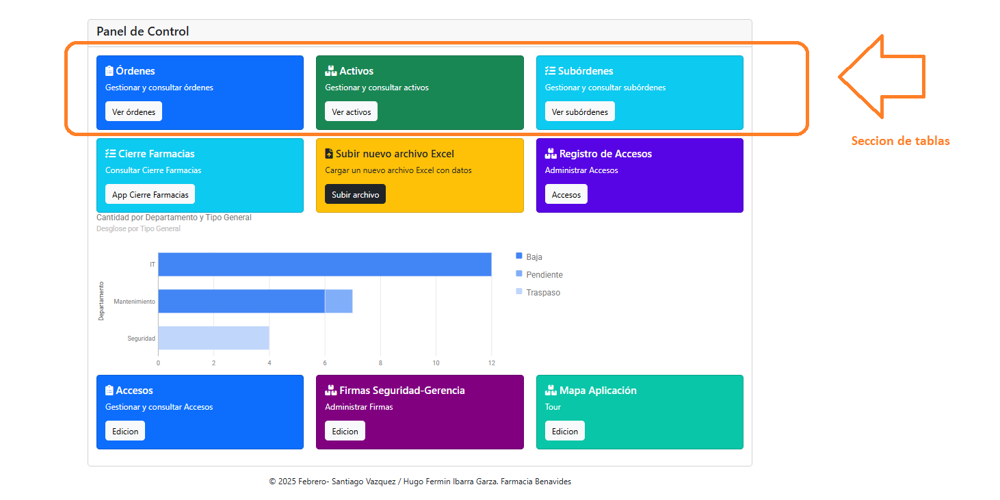 Panel de Control
Órdenes
Gestionar y consultar órdenes
Ver órdenes
Activos
Gestionar y consultar activos
Ver activos
Subórdenes
Gestionar y consultar subórdenes
Ver subórdenes
Seccion de tablas
Cierre Farmacias
Consultar Cierre Farmacias
App Cierre Farmacias
Subir nuevo archivo Excel
Cargar un nuevo archivo Excel con datos
Subir archivo
Registro de Accesos
Administrar Accesos
Accesos
Cantidad por Departamento y Tipo General
Desglose por Tipo General
Departamento
IT
Mantenimiento
Seguridad
0 2 4 6 8 10 12
Baja
Pendiente
Traspaso
Accesos
Gestionar y consultar Accesos
Edicion
Firmas Seguridad-Gerencia
Administrar Firmas
Edicion
Mapa Aplicación
Tour
Edicion
© 2025 Febrero- Santiago Vazquez / Hugo Fermin Ibarra Garza. Farmacia Benavides